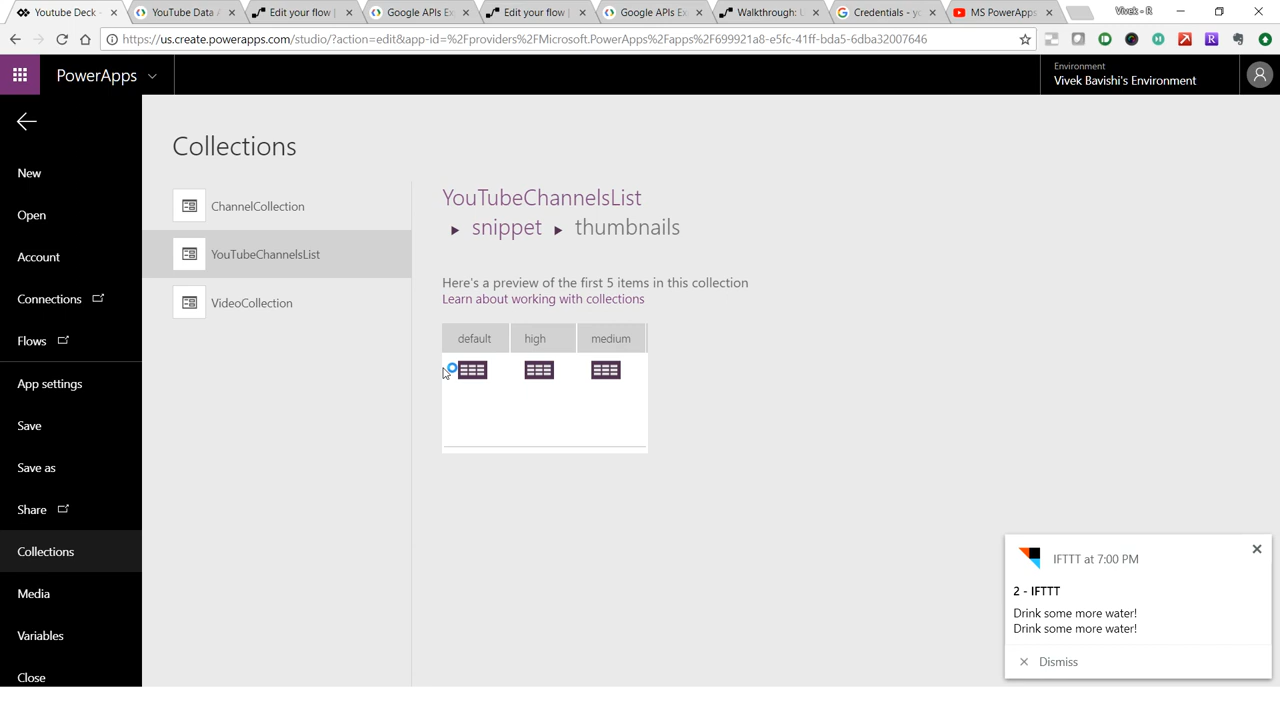 Youtube Deck -
YouTube Data A
Edit your flow |
Google APIs Ex
Edit your flow |
Google APIs Ex
Walkthrough: U
Credentials - yo
MS PowerApps
Vivek - R
https://us.create.powerapps.com/studio/?action=edit&app-id=%2Fproviders%2FMicrosoft.PowerApps%2Fapps%2F699921a8-e5fc-41ff-bda5-6dba32007646
PowerApps
Environment
Vivek Bavishi's Environment
New
Open
Account
Connections
Flows
App settings
Save
Save as
Share
Collections
Media
Variables
Close
Collections
ChannelCollection
YouTubeChannelsList
VideoCollection
YouTubeChannelsList
snippet thumbnails
Here's a preview of the first 5 items in this collection
Learn about working with collections
default high medium
IFTTT at 7:00 PM
2 - IFTTT
Drink some more water!
Drink some more water!
Dismiss